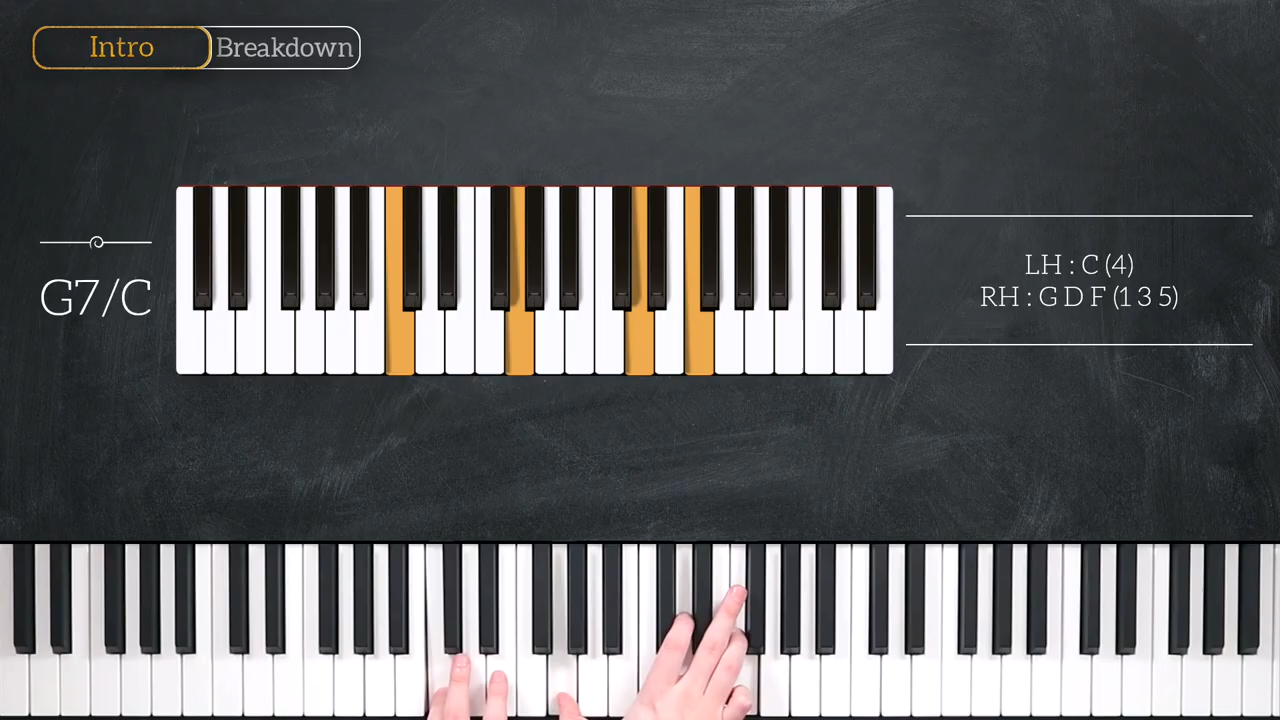 Intro
Breakdown
G7/C
LH : C (4)
RH : G D F (1 3 5)